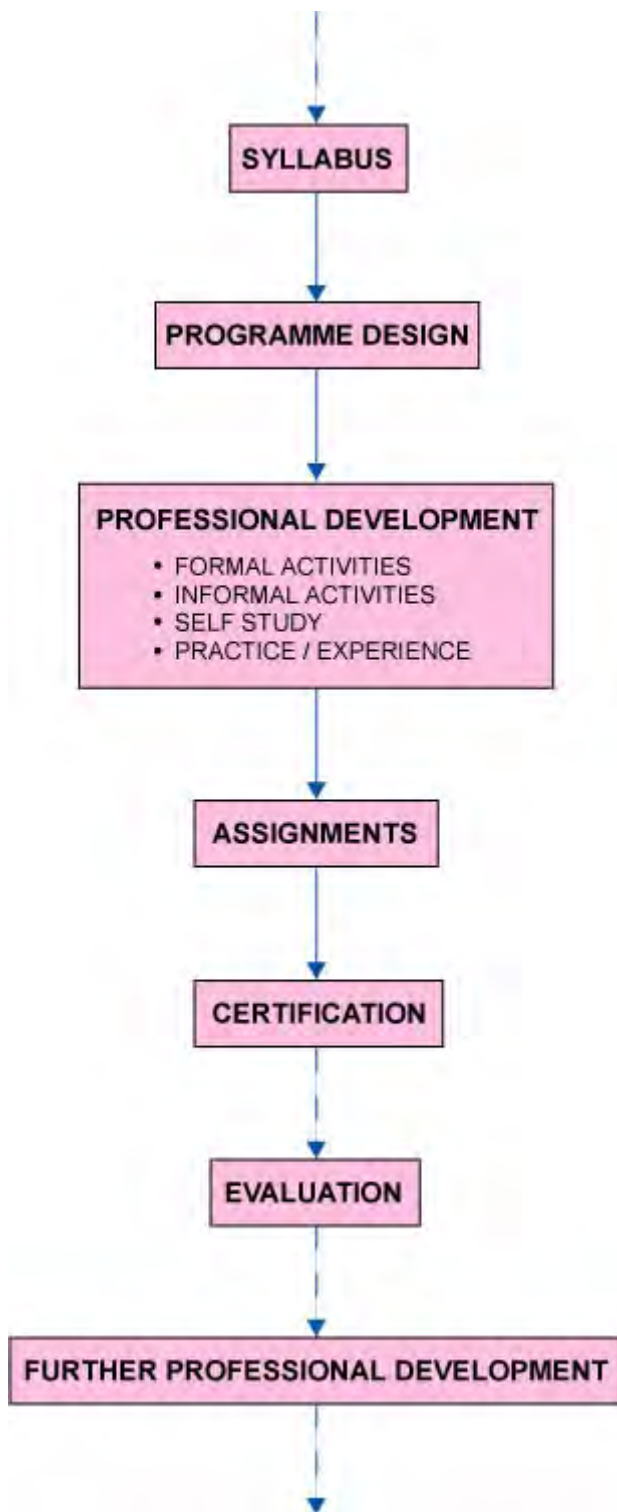 SYLLABUS
PROGRAMME DESIGN
PROFESSIONAL DEVELOPMENT
• FORMAL ACTIVITIES
• INFORMAL ACTIVITIES
• SELF STUDY
• PRACTICE / EXPERIENCE
ASSIGNMENTS
CERTIFICATION
EVALUATION
FURTHER PROFESSIONAL DEVELOPMENT